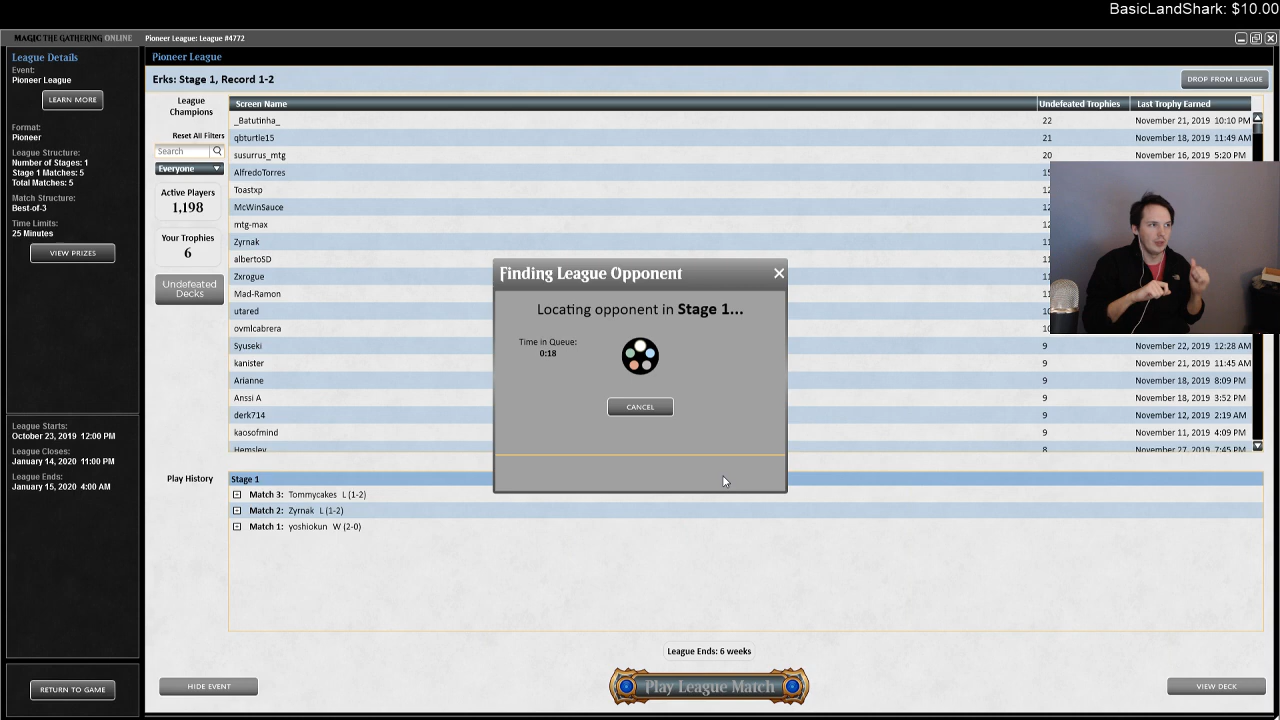 BasicLandShark: $10.00
MAGIC THE GATHERING ONLINE
Pioneer League: League #4772
League Details
Event:
Pioneer League
LEARN MORE
Format:
Pioneer
League Structure:
Number of Stages: 1
Stage 1 Matches: 5
Total Matches: 5
Match Structure:
Best-of-3
Time Limits:
25 Minutes
VIEW PRIZES
League Starts:
October 23, 2019 12:00 PM
League Closes:
January 14, 2020 11:00 PM
League Ends:
January 15, 2020 4:00 AM
RETURN TO GAME
Pioneer League
Erks: Stage 1, Record 1-2
DROP FROM LEAGUE
League
Champions
Reset All Filters
Search
Everyone
Active Players
1,198
Your Trophies
6
Undefeated
Decks
Screen Name Undefeated Trophies Last Trophy Earned
_Batutinha_ 22 November 21, 2019 10:10 PM
qbturtle15 21 November 18, 2019 11:49 AM
susurrus_mtg 20 November 16, 2019 5:20 PM
AlfredoTorres
Toastxp
McWinSauce
mtg-max
Zyrnak
albertoSD
Zxrogue
Mad-Ramon
utared
ovmlcabrera
Syuseki 9 November 22, 2019 12:28 AM
kanister 9 November 21, 2019 11:45 AM
Arianne 9 November 18, 2019 8:09 PM
Anssi A 9 November 18, 2019 3:52 PM
derk714 9 November 12, 2019 2:19 AM
kaosofmind 9 November 11, 2019 4:09 PM
Hemsley 8 November 27, 2019 7:45 PM
Finding League Opponent
Locating opponent in Stage 1...
Time in Queue:
0:18
CANCEL
Play History
Stage 1
Match 3: Tommycakes L (1-2)
Match 2: Zyrnak L (1-2)
Match 1: yoshiokun W (2-0)
League Ends: 6 weeks
HIDE EVENT
Play League Match
VIEW DECK